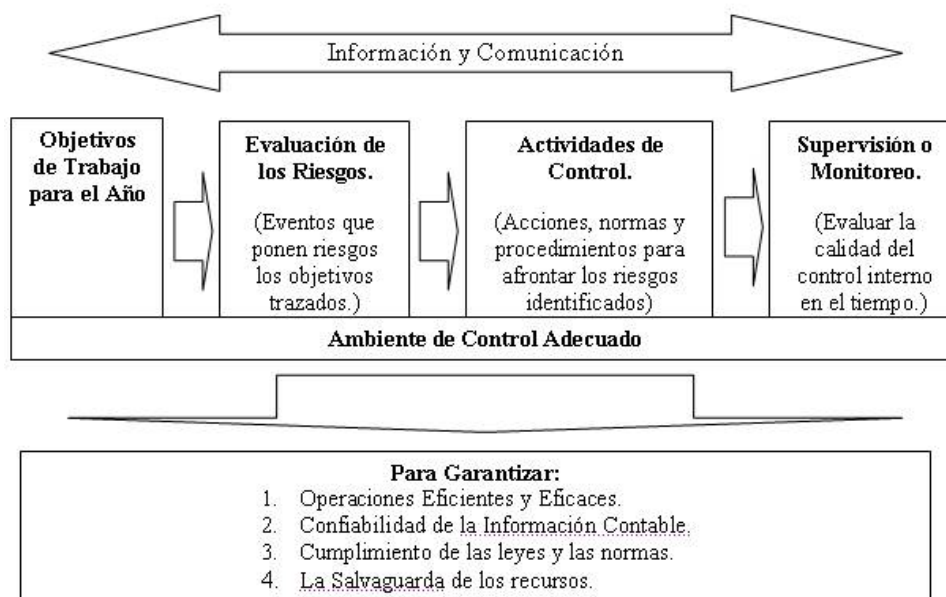 Información y Comunicación
Objetivos
de Trabajo
para el Año
Evaluación de
los Riesgos.
(Eventos que
ponen riesgos
los objetivos
trazados.)
Actividades de
Control.
(Acciones, normas y
procedimientos para
afrontar los riesgos
identificados)
Supervisión o
Monitoreo.
(Evaluar la
calidad del
control interno
en el tiempo.)
Ambiente de Control Adecuado
Para Garantizar:
1. Operaciones Eficientes y Eficaces.
2. Confiabilidad de la Información Contable.
3. Cumplimiento de las leyes y las normas.
4. La Salvaguarda de los recursos.